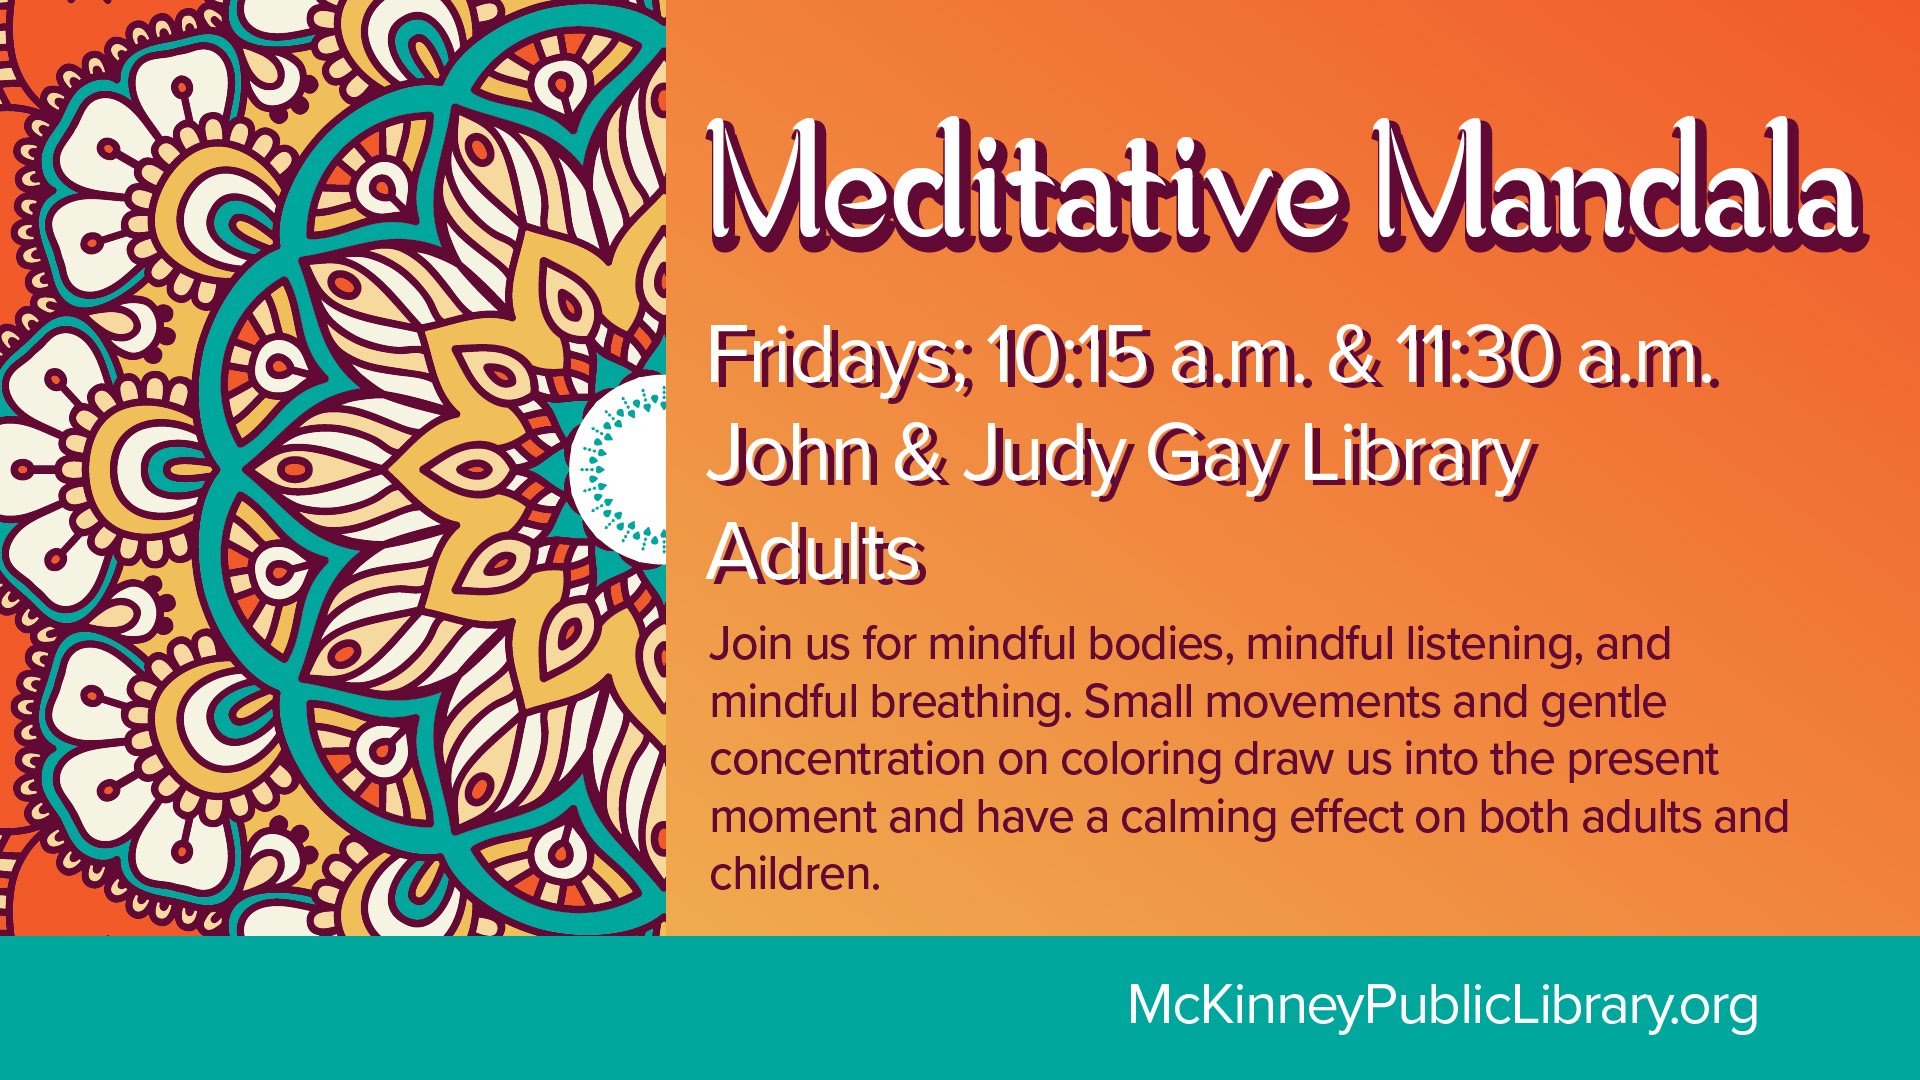 Meditative Mandala
Fridays; 10:15 a.m. & 11:30 a.m.
John & Judy Gay Library
Adults
Join us for mindful bodies, mindful listening, and
mindful breathing. Small movements and gentle
concentration on coloring draw us into the present
moment and have a calming effect on both adults and
children.
McKinneyPublicLibrary.org